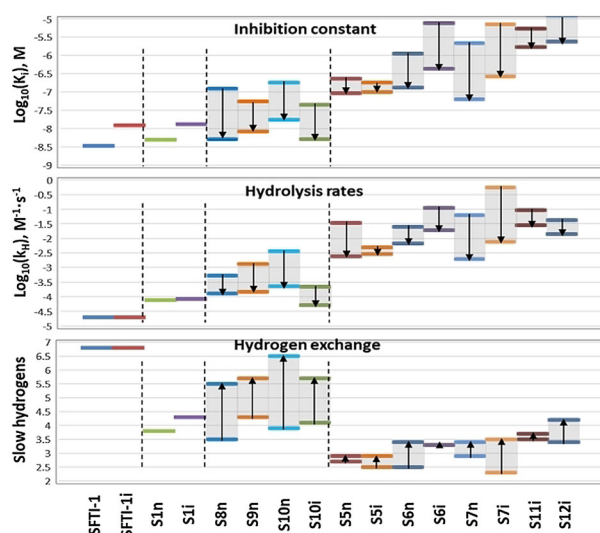 Inhibition constant
Log10(Ki), M
-5
-5.5
-6
-6.5
-7
-7.5
-8
-8.5
-9
Hydrolysis rates
Log10(kH), M-1·s-1
0
-0.5
-1
-1.5
-2
-2.5
-3
-3.5
-4
-4.5
-5
Hydrogen exchange
Slow hydrogens
6.5
6
5.5
5
4.5
4
3.5
3
2.5
2
SFTI-1
SFTI-1i
S1n
S1i
S8n
S9n
S10n
S10i
S5n
S5i
S6n
S6i
S7n
S7i
S11i
S12i